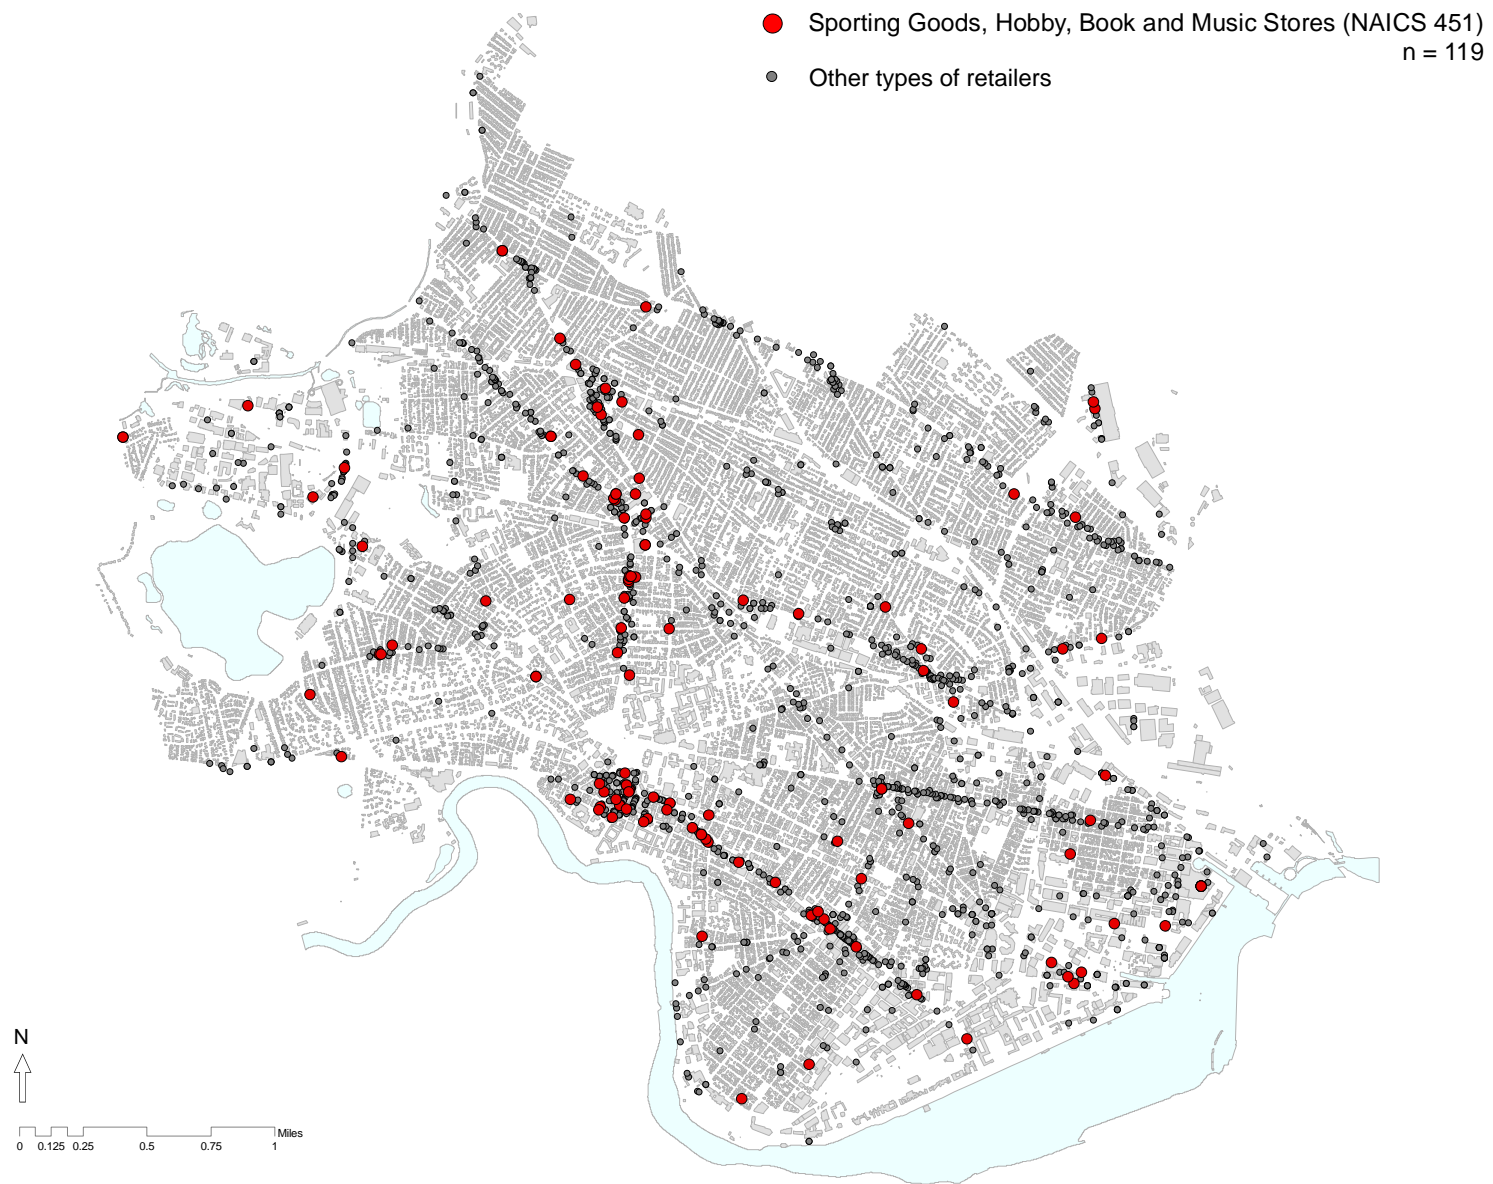 Sporting Goods, Hobby, Book and Music Stores (NAICS 451)
n = 119
Other types of retailers
N
Miles
0 0.125 0.25 0.5 0.75 1